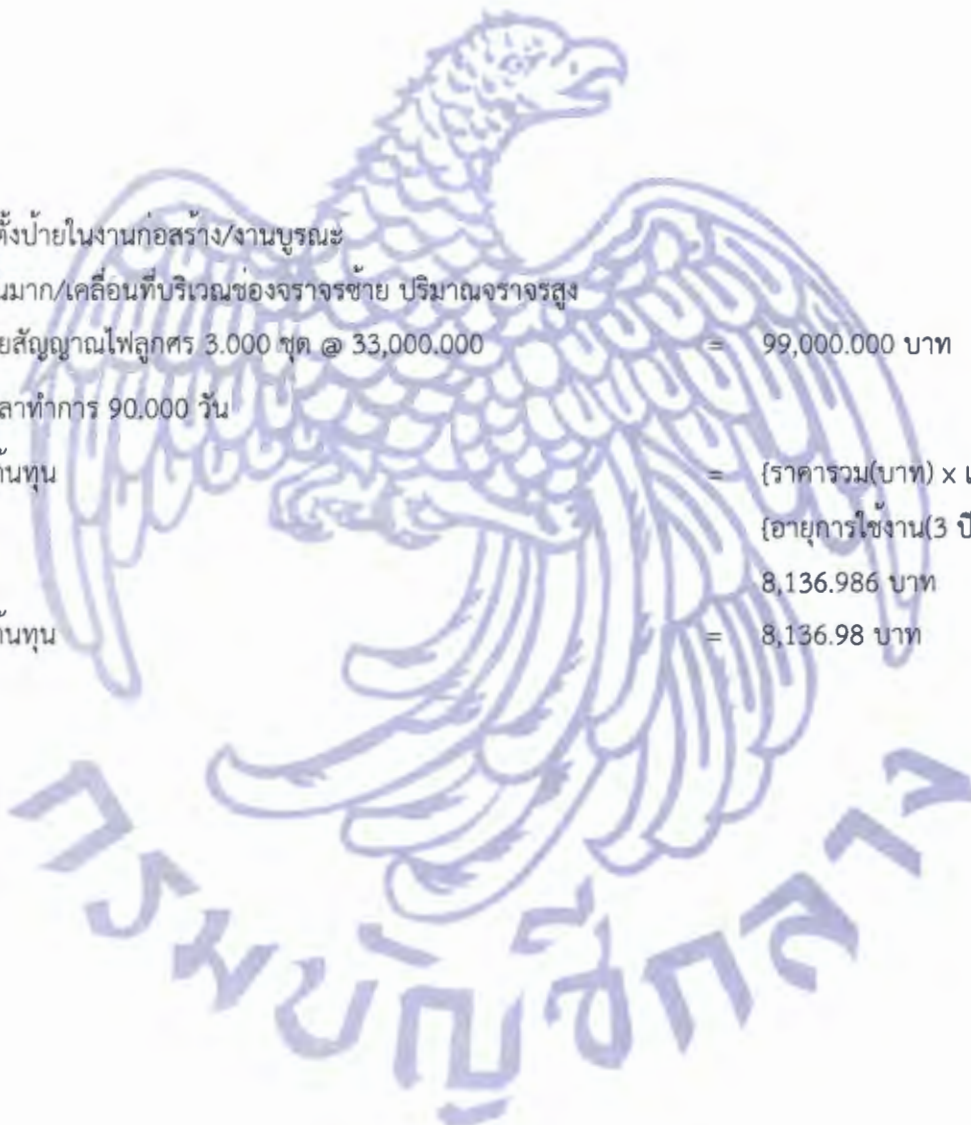 ตั้งป้ายในงานก่อสร้าง/งานบูรณะ
นมาก/เคลื่อนที่บริเวณช่องจราจรซ้าย ปริมาณจราจรสูง
ยสัญญาณไฟลูกศร 3.000 ชุด @ 33,000.000 = 99,000.000 บาท
ลาทำการ 90.000 วัน
้นทุน = {ราคารวม(บาท) x เ
{อายุการใช้งาน(3 ปี
8,136.986 บาท
้นทุน = 8,136.98 บาท
กรมบัญชีกลาง